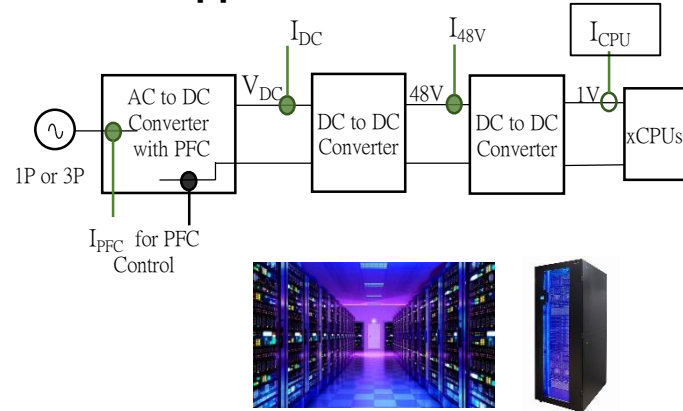 I_DC
I_48V
I_CPU
V_DC
48V
1V
AC to DC
Converter
with PFC
DC to DC
Converter
DC to DC
Converter
xCPUs
1P or 3P
I_PFC for PFC
Control